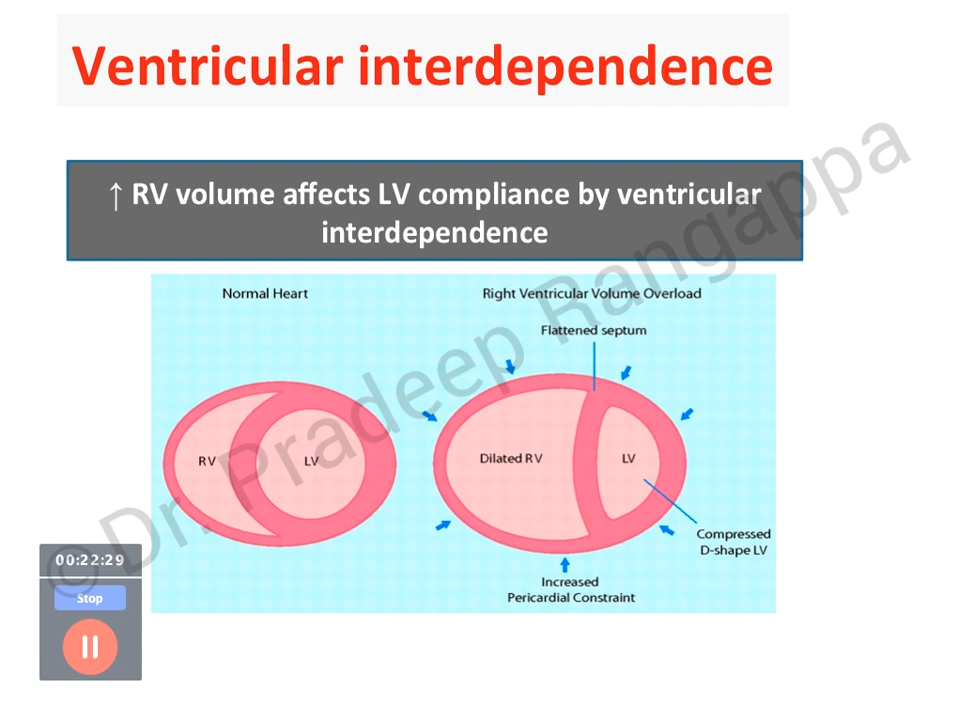 Ventricular interdependence
↑ RV volume affects LV compliance by ventricular
interdependence
Normal Heart
Right Ventricular Volume Overload
Flattened septum
RV
LV
Dilated RV
LV
Compressed
D-shape LV
Increased
Pericardial Constraint
00:22:29
Stop
© Dr. Pradeep Rangappa